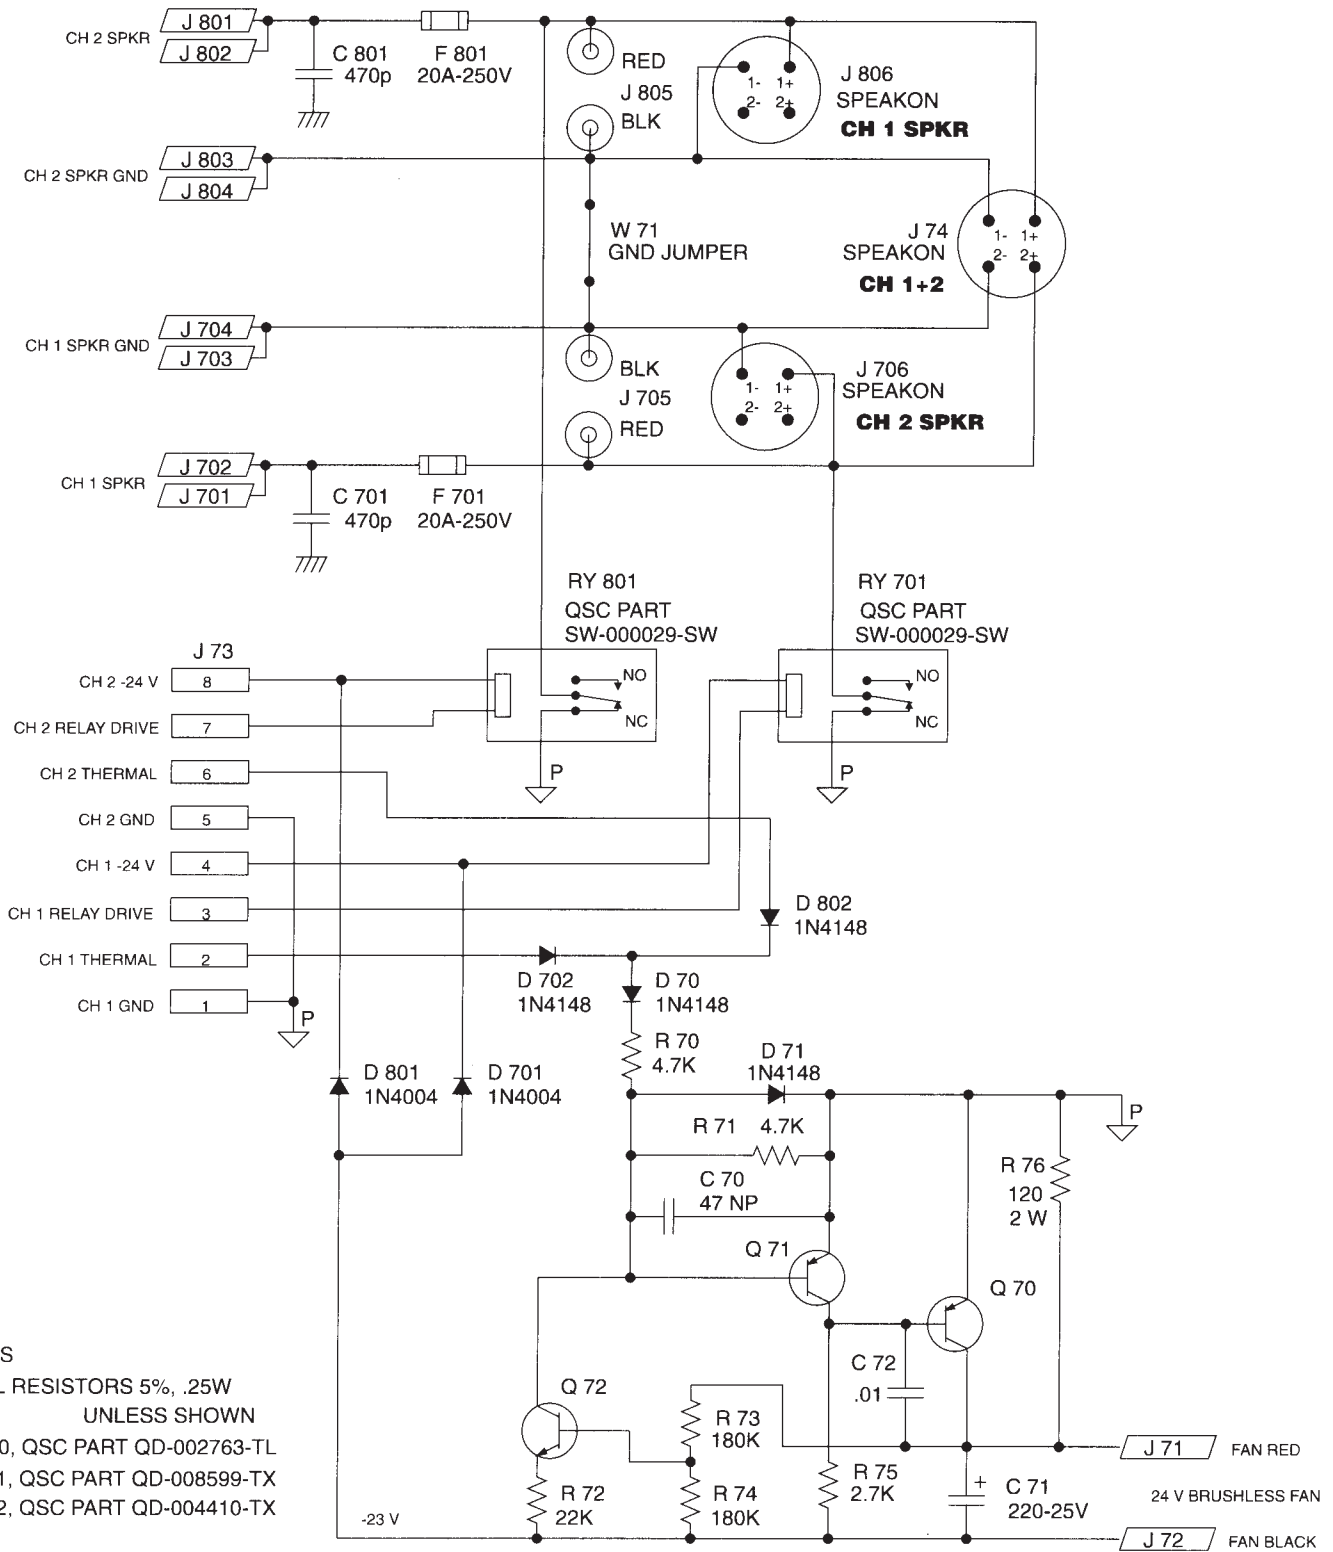 CH 2 SPKR
J 801
J 802
C 801
470p
F 801
20A-250V
RED
J 805
BLK
1- 1+
2- 2+
J 806
SPEAKON
CH 1 SPKR
CH 2 SPKR GND
J 803
J 804
W 71
GND JUMPER
J 74
SPEAKON
CH 1+2
1- 1+
2- 2+
CH 1 SPKR GND
J 704
J 703
BLK
J 705
RED
1- 1+
2- 2+
J 706
SPEAKON
CH 2 SPKR
CH 1 SPKR
J 702
J 701
C 701
470p
F 701
20A-250V
RY 801
QSC PART
SW-000029-SW
NO
NC
P
RY 701
QSC PART
SW-000029-SW
NO
NC
P
J 73
CH 2 -24 V 8
CH 2 RELAY DRIVE 7
CH 2 THERMAL 6
CH 2 GND 5
CH 1 -24 V 4
CH 1 RELAY DRIVE 3
CH 1 THERMAL 2
CH 1 GND 1
P
D 802
1N4148
D 702
1N4148
D 70
1N4148
R 70
4.7K
D 801
1N4004
D 701
1N4004
D 71
1N4148
R 71 4.7K
C 70
47 NP
P
R 76
120
2 W
Q 71
Q 70
C 72
.01
Q 72
R 73
180K
R 72
22K
R 74
180K
R 75
2.7K
C 71
+
220-25V
J 71
FAN RED
24 V BRUSHLESS FAN
J 72
FAN BLACK
-23 V
S
L RESISTORS 5%, .25W
UNLESS SHOWN
0, QSC PART QD-002763-TL
1, QSC PART QD-008599-TX
2, QSC PART QD-004410-TX